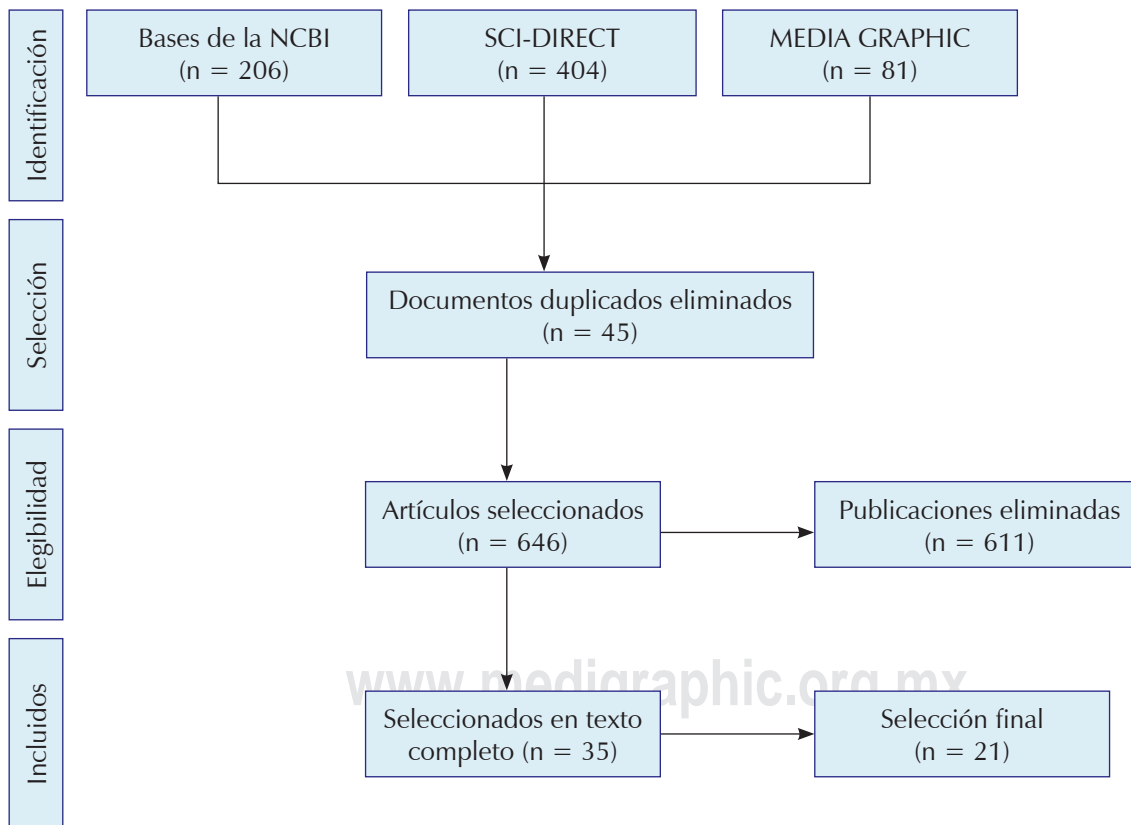 Identificación
Bases de la NCBI
(n = 206)
SCI-DIRECT
(n = 404)
MEDIA GRAPHIC
(n = 81)
Selección
Documentos duplicados eliminados
(n = 45)
Elegibilidad
Artículos seleccionados
(n = 646)
Publicaciones eliminadas
(n = 611)
Incluidos
www.medigraphic.org.mx
Seleccionados en texto
completo (n = 35)
Selección final
(n = 21)